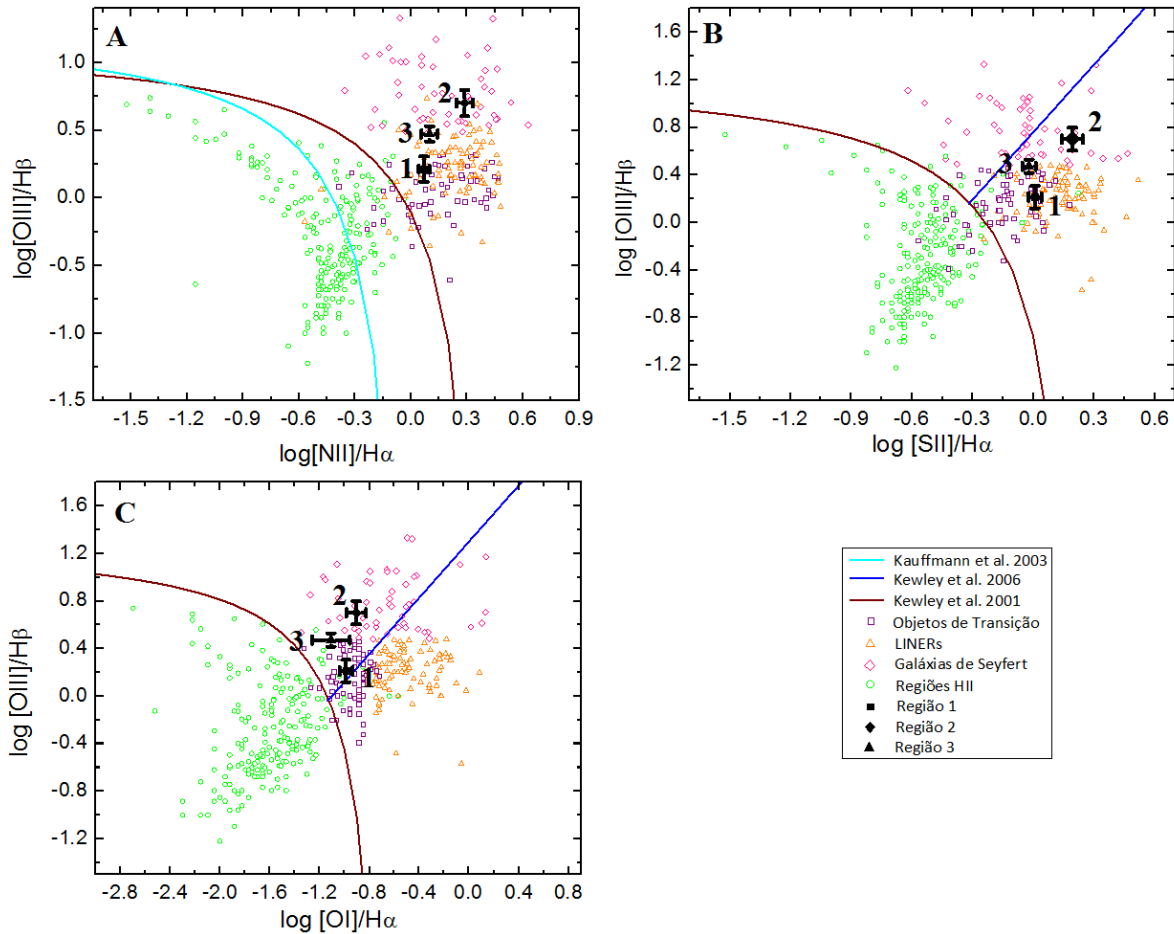 A
2
3
1
1.0
0.5
0.0
-0.5
-1.0
-1.5
log[OIII]/Hβ
-1.5 -1.2 -0.9 -0.6 -0.3 0.0 0.3 0.6 0.9
log[NII]/Hα
B
2
3
1
1.6
1.2
0.8
0.4
0.0
-0.4
-0.8
-1.2
log [OIII]/Hβ
-1.5 -1.2 -0.9 -0.6 -0.3 0.0 0.3 0.6
log [SII]/Hα
C
2
3
1
1.6
1.2
0.8
0.4
0.0
-0.4
-0.8
-1.2
log [OIII]/Hβ
-2.8 -2.4 -2.0 -1.6 -1.2 -0.8 -0.4 0.0 0.4 0.8
log [OI]/Hα
Kauffmann et al. 2003
Kewley et al. 2006
Kewley et al. 2001
Objetos de Transição
LINERs
Galáxias de Seyfert
Regiões HII
Região 1
Região 2
Região 3